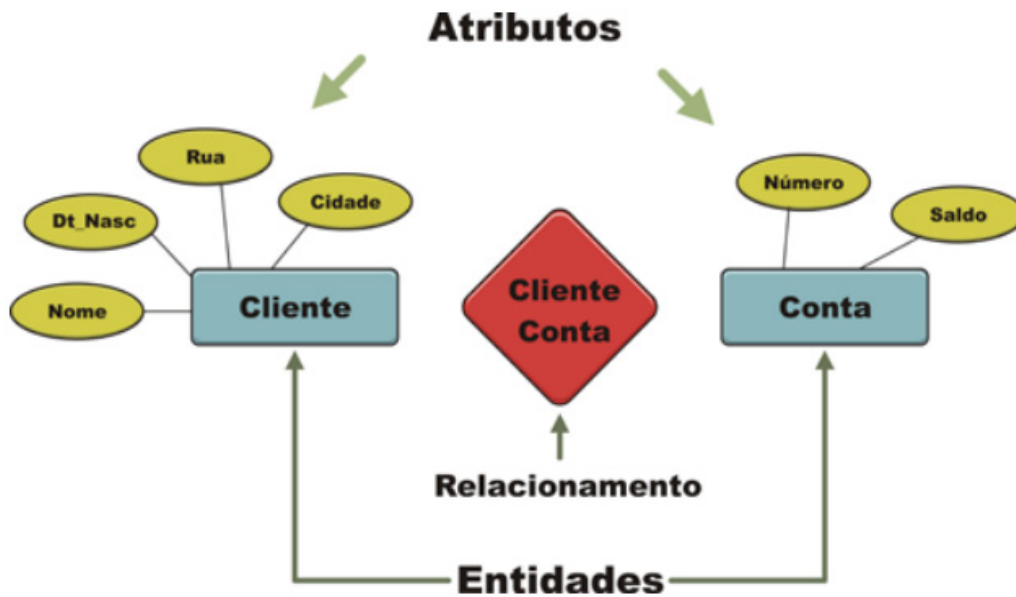 Atributos
Rua
Número
Dt_Nasc
Cidade
Saldo
Nome
Cliente
Cliente
Conta
Conta
Relacionamento
Entidades